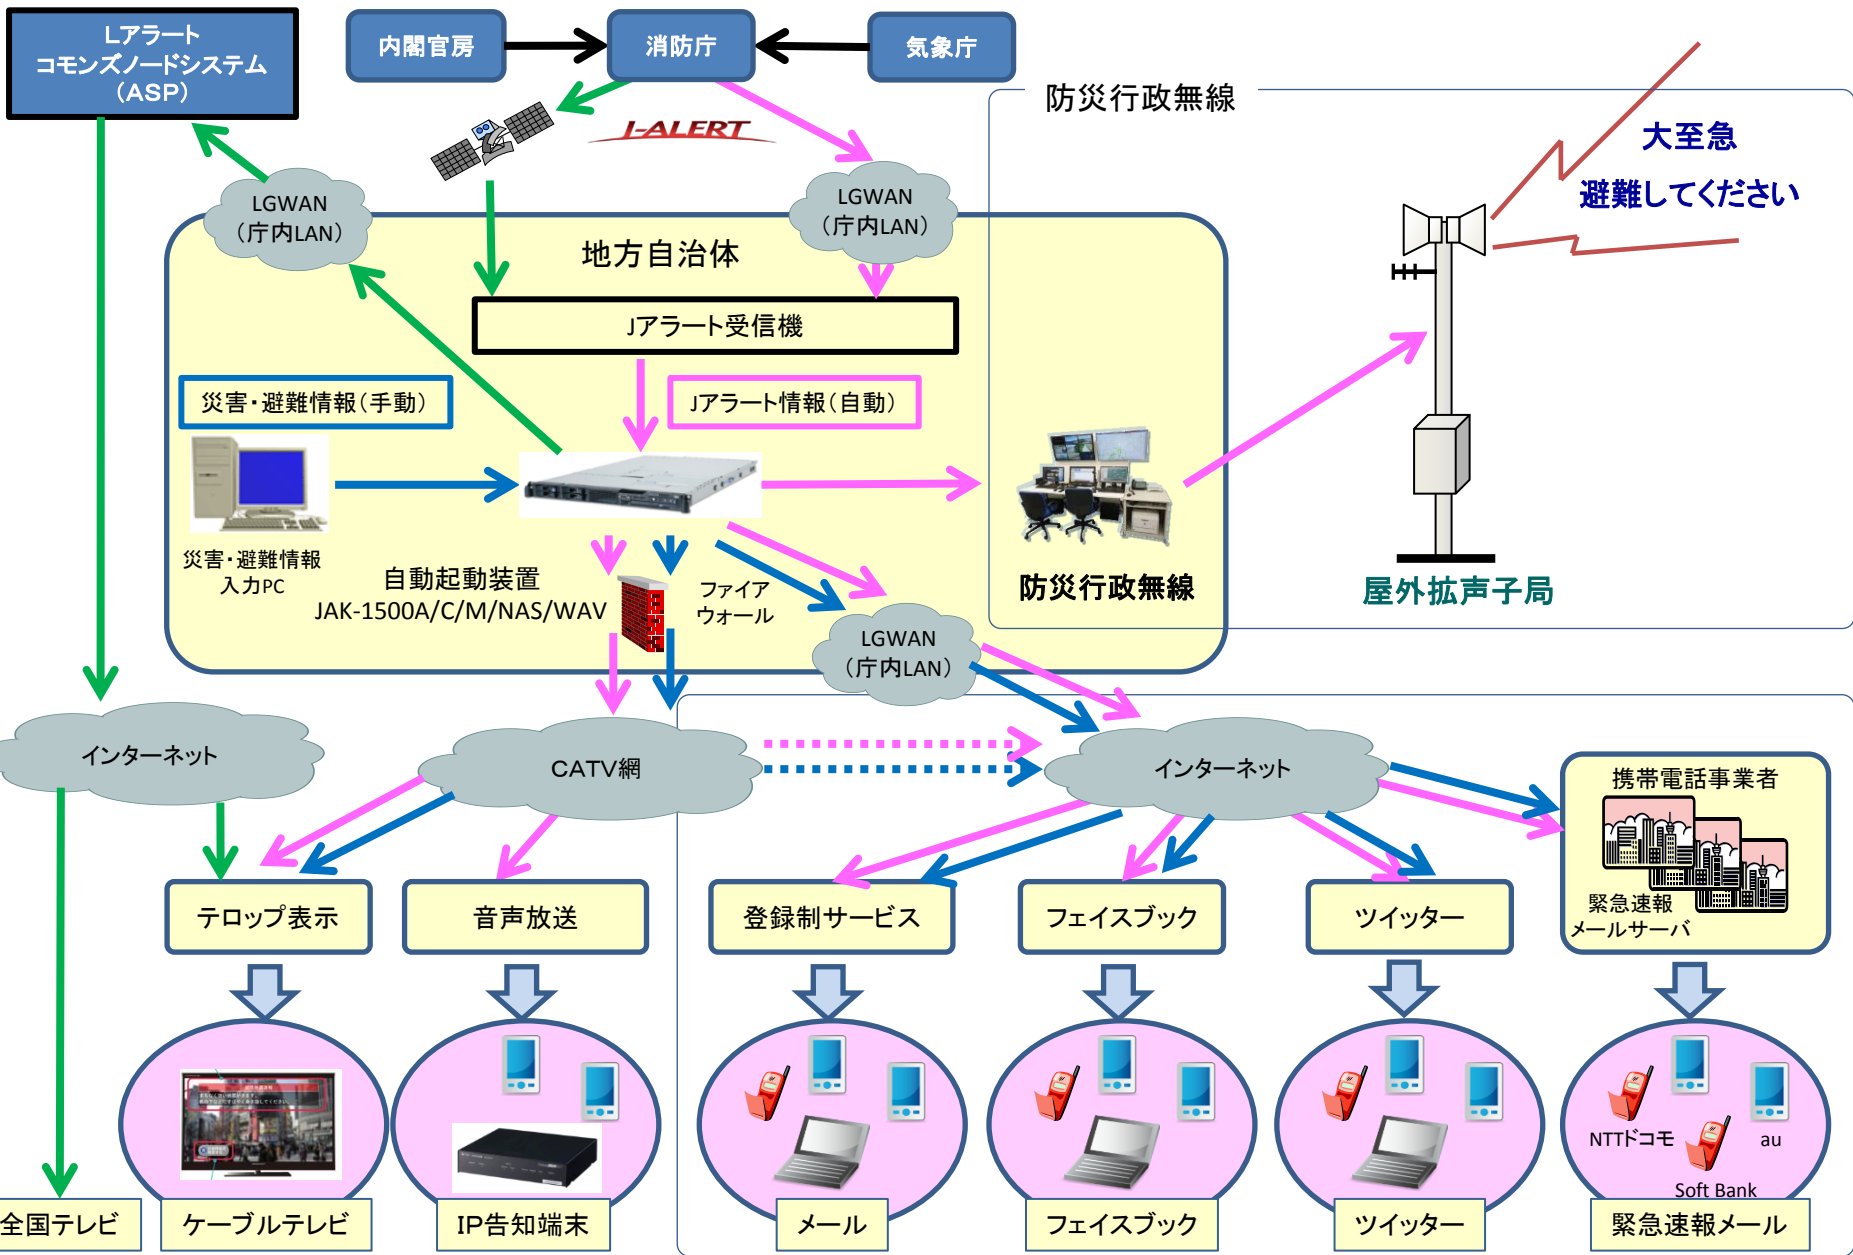 Lアラート
コモンズノードシステム
(ASP)
内閣官房
消防庁
気象庁
J-ALERT
防災行政無線
大至急
避難してください
LGWAN
(庁内LAN)
LGWAN
(庁内LAN)
地方自治体
Jアラート受信機
災害・避難情報(手動)
Jアラート情報(自動)
災害・避難情報
入力PC
自動起動装置
JAK-1500A/C/M/NAS/WAV
ファイア
ウォール
防災行政無線
屋外拡声子局
LGWAN
(庁内LAN)
インターネット
CATV網
インターネット
携帯電話事業者
緊急速報
メールサーバ
テロップ表示
音声放送
登録制サービス
フェイスブック
ツイッター
NTTドコモ
au
Soft Bank
全国テレビ
ケーブルテレビ
IP告知端末
メール
フェイスブック
ツイッター
緊急速報メール